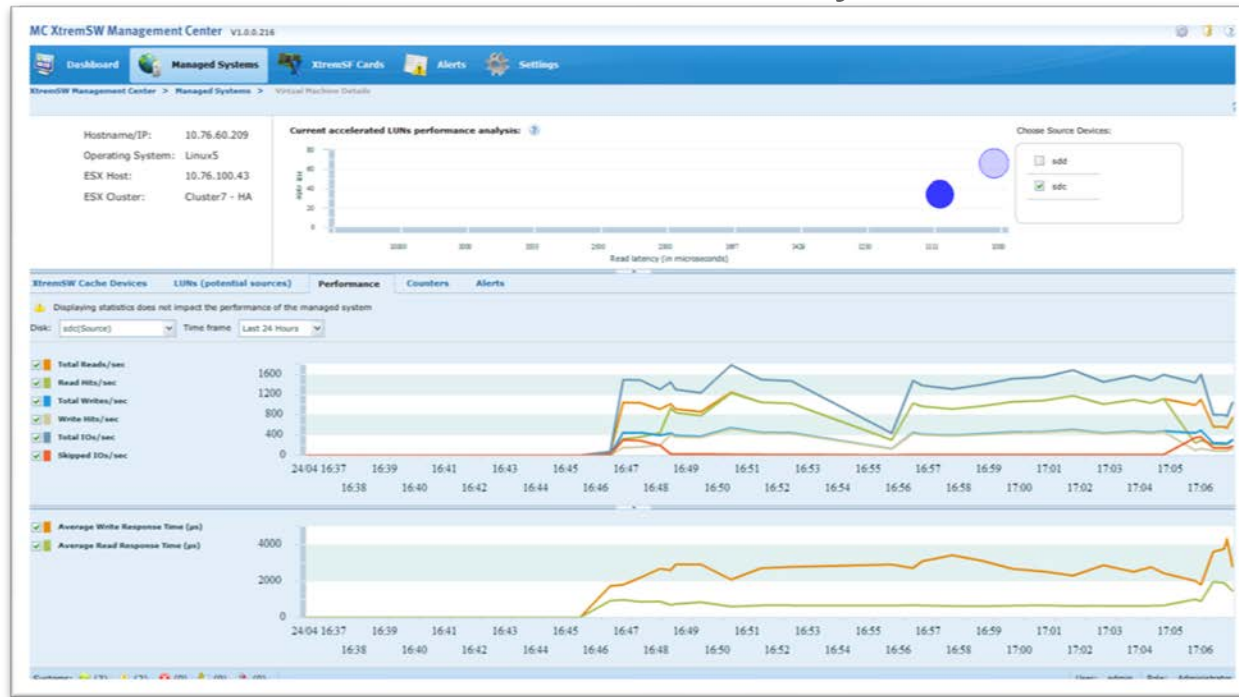 MC XtremSW Management Center V1.0.0.216
Dashboard Managed Systems XtremSF Cards Alerts Settings
XtremSW Management Center > Managed Systems > Virtual Machine Details
Hostname/IP: 10.76.60.209
Operating System: Linux5
ESX Host: 10.76.100.43
ESX Cluster: Cluster7 - HA
Current accelerated LUNs performance analysis:
80
60
40
20
0
Read latency (in microseconds)
Choose Source Devices:
sdd
sdc
XtremSW Cache Devices LUNs (potential sources) Performance Counters Alerts
Displaying statistics does not impact the performance of the managed system
Disk: sdc(Source) Time frame Last 24 Hours
Total Reads/sec
Read Hits/sec
Total Writes/sec
Write Hits/sec
Total IOs/sec
Skipped IOs/sec
1600
1200
800
400
0
24/04 16:37 16:39 16:41 16:43 16:45 16:47 16:49 16:51 16:53 16:55 16:57 16:59 17:01 17:03 17:05
16:38 16:40 16:42 16:44 16:46 16:48 16:50 16:52 16:54 16:56 16:58 17:00 17:02 17:04 17:06
Average Write Response Time (µs)
Average Read Response Time (µs)
4000
2000
0
24/04 16:37 16:39 16:41 16:43 16:45 16:47 16:49 16:51 16:53 16:55 16:57 16:59 17:01 17:03 17:05
16:38 16:40 16:42 16:44 16:46 16:48 16:50 16:52 16:54 16:56 16:58 17:00 17:02 17:04 17:06
User: admin Role: Administrator